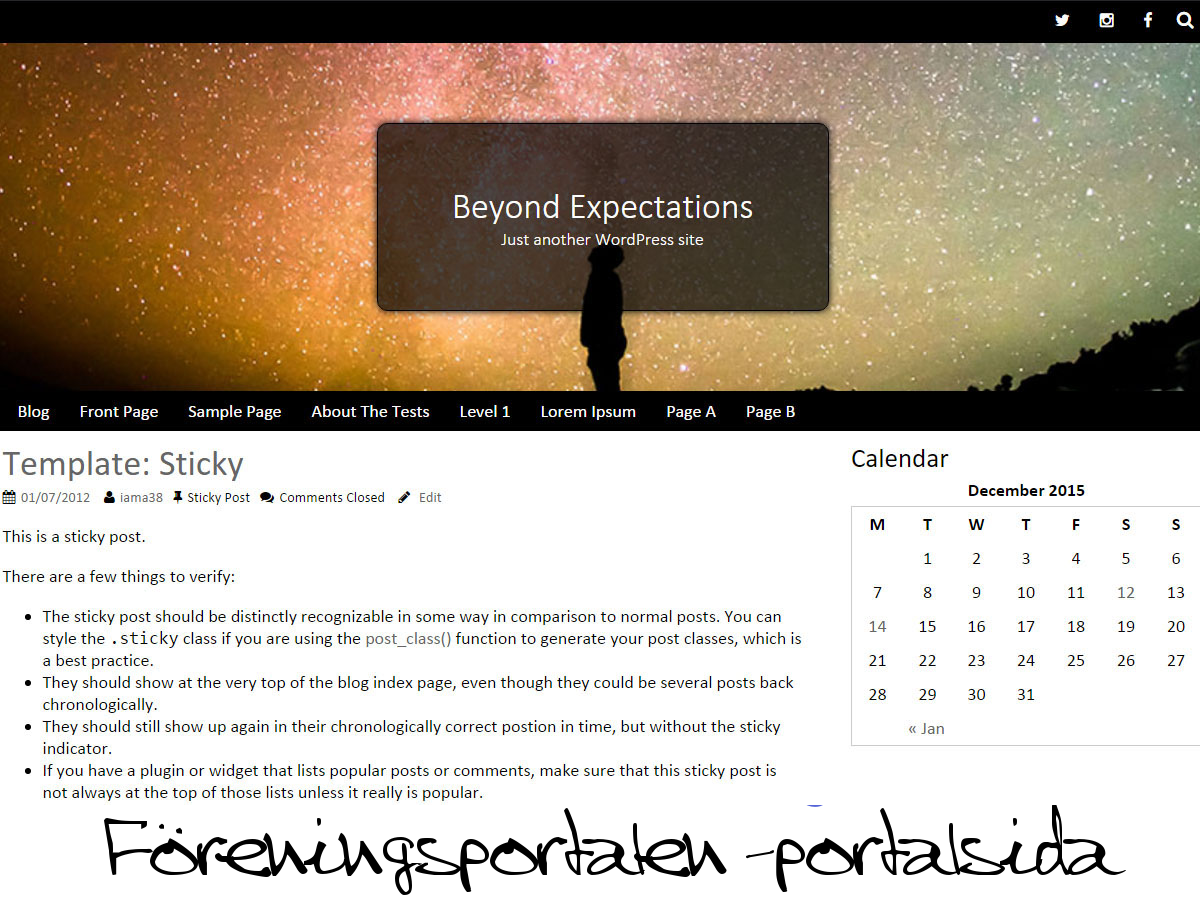 Beyond Expectations
Just another WordPress site
Blog Front Page Sample Page About The Tests Level 1 Lorem Ipsum Page A Page B
Template: Sticky
01/07/2012 iama38 Sticky Post Comments Closed Edit
This is a sticky post.
There are a few things to verify:
The sticky post should be distinctly recognizable in some way in comparison to normal posts. You can
style the .sticky class if you are using the post_class() function to generate your post classes, which is
a best practice.
They should show at the very top of the blog index page, even though they could be several posts back
chronologically.
They should still show up again in their chronologically correct postion in time, but without the sticky
indicator.
If you have a plugin or widget that lists popular posts or comments, make sure that this sticky post is
not always at the top of those lists unless it really is popular.
Calendar
December 2015
M T W T F S S
1 2 3 4 5 6
7 8 9 10 11 12 13
14 15 16 17 18 19 20
21 22 23 24 25 26 27
28 29 30 31
« Jan
Föreningsportalen -portalsida